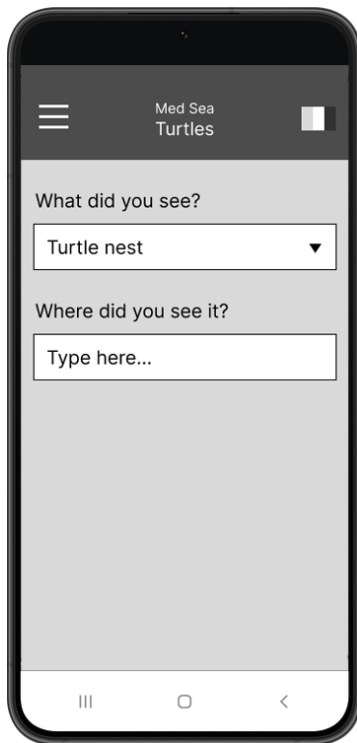 Med Sea
Turtles
What did you see?
Turtle nest
Where did you see it?
Type here...